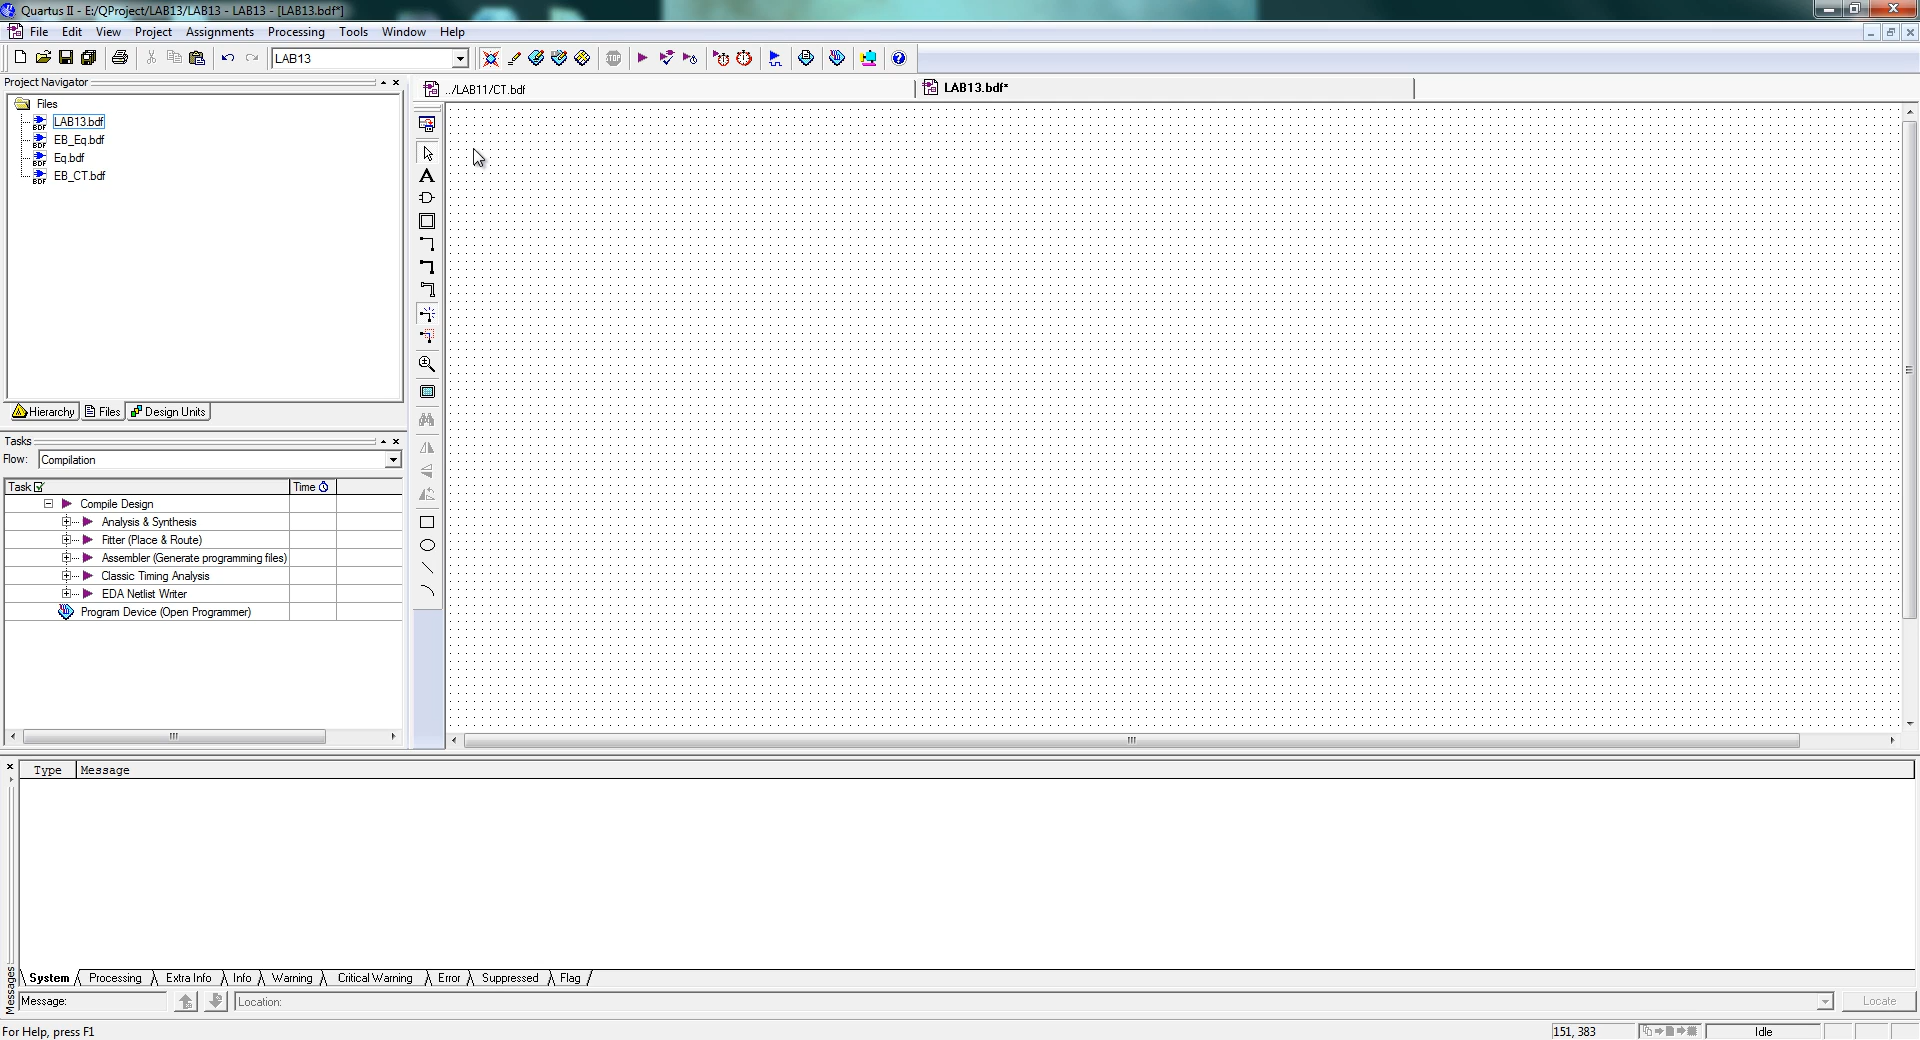 Quartus II - E:/QProject/LAB13/LAB13 - LAB13 - [LAB13.bdf*]
File Edit View Project Assignments Processing Tools Window Help
LAB13
Project Navigator
../LAB11/CT.bdf
LAB13.bdf*
Files
LAB13.bdf
EB_Eq.bdf
Eq.bdf
EB_CT.bdf
Hierarchy Files Design Units
Tasks
Flow: Compilation
Task Time
Compile Design
Analysis & Synthesis
Fitter (Place & Route)
Assembler (Generate programming files)
Classic Timing Analysis
EDA Netlist Writer
Program Device (Open Programmer)
Type Message
System Processing Extra Info Info Warning Critical Warning Error Suppressed Flag
Messages
Message: Location: Locate
For Help, press F1 151, 383 Idle